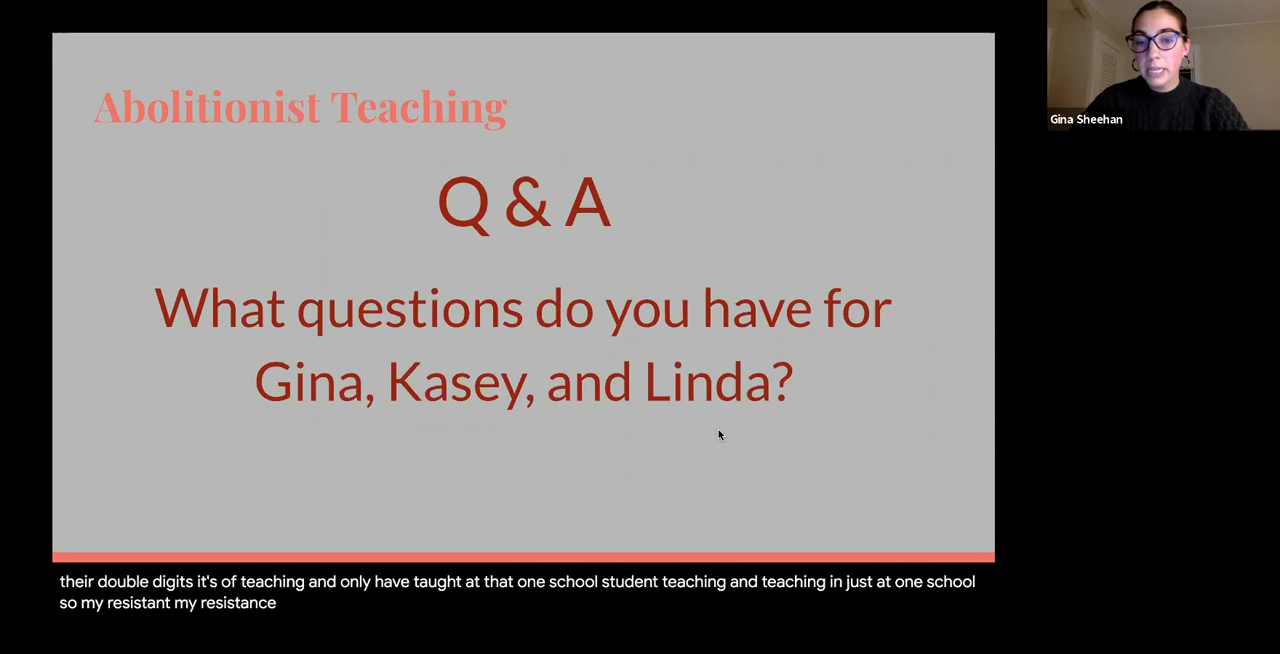 Abolitionist Teaching
Q & A
What questions do you have for
Gina, Kasey, and Linda?
Gina Sheehan
their double digits it's of teaching and only have taught at that one school student teaching and teaching in just at one school
so my resistant my resistance